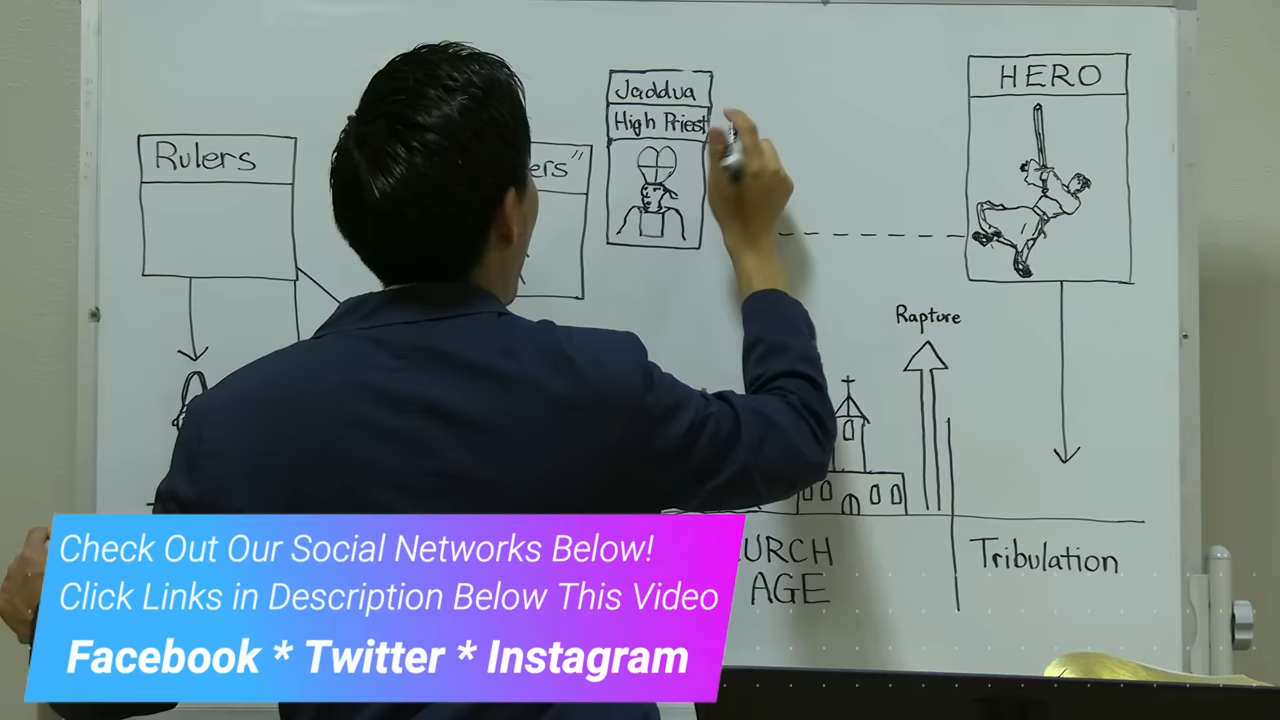 Jaddua
High Priest
HERO
Rulers
ers"
Rapture
URCH
AGE
Tribulation
Check Out Our Social Networks Below!
Click Links in Description Below This Video
Facebook * Twitter * Instagram